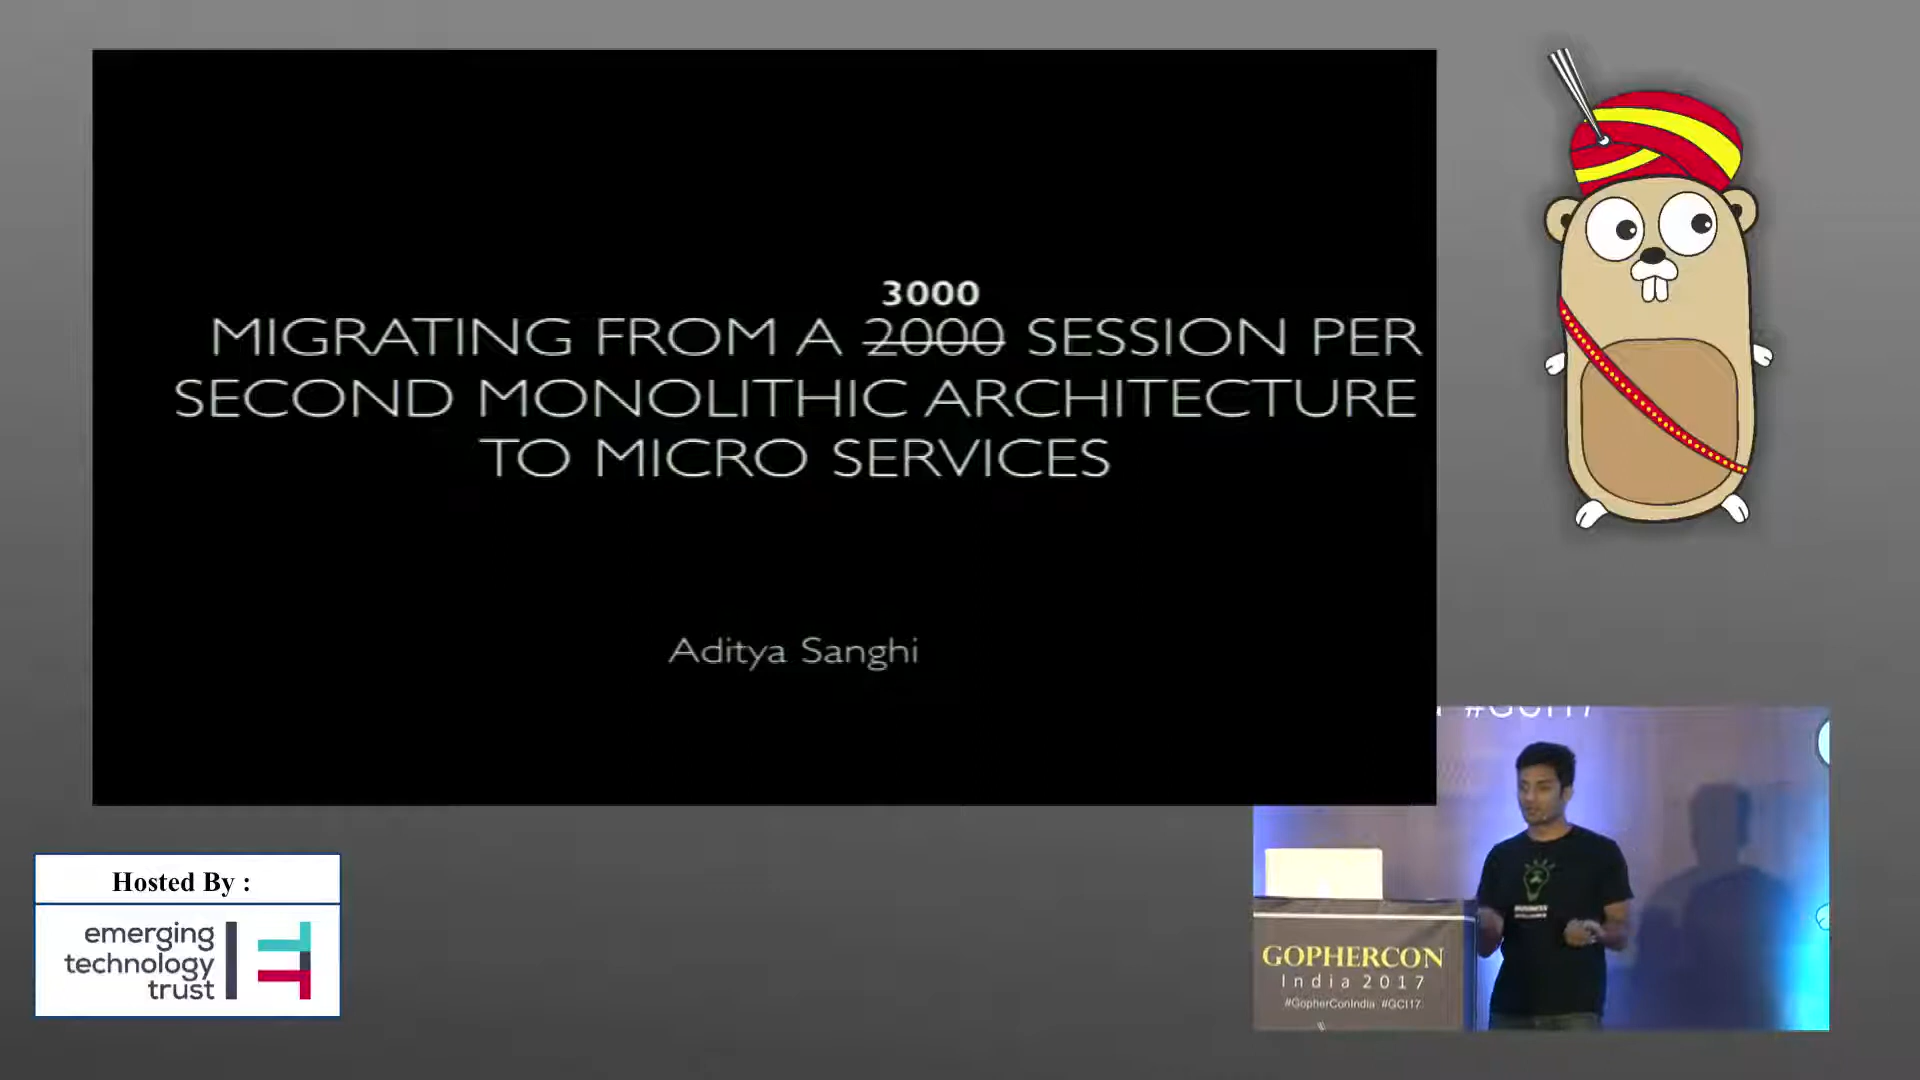 3000
MIGRATING FROM A 2000 SESSION PER
SECOND MONOLITHIC ARCHITECTURE
TO MICRO SERVICES
Aditya Sanghi
#GCI17
GOPHERCON
India 2017
#GopherConIndia #GCI17
Hosted By :
emerging
technology
trust